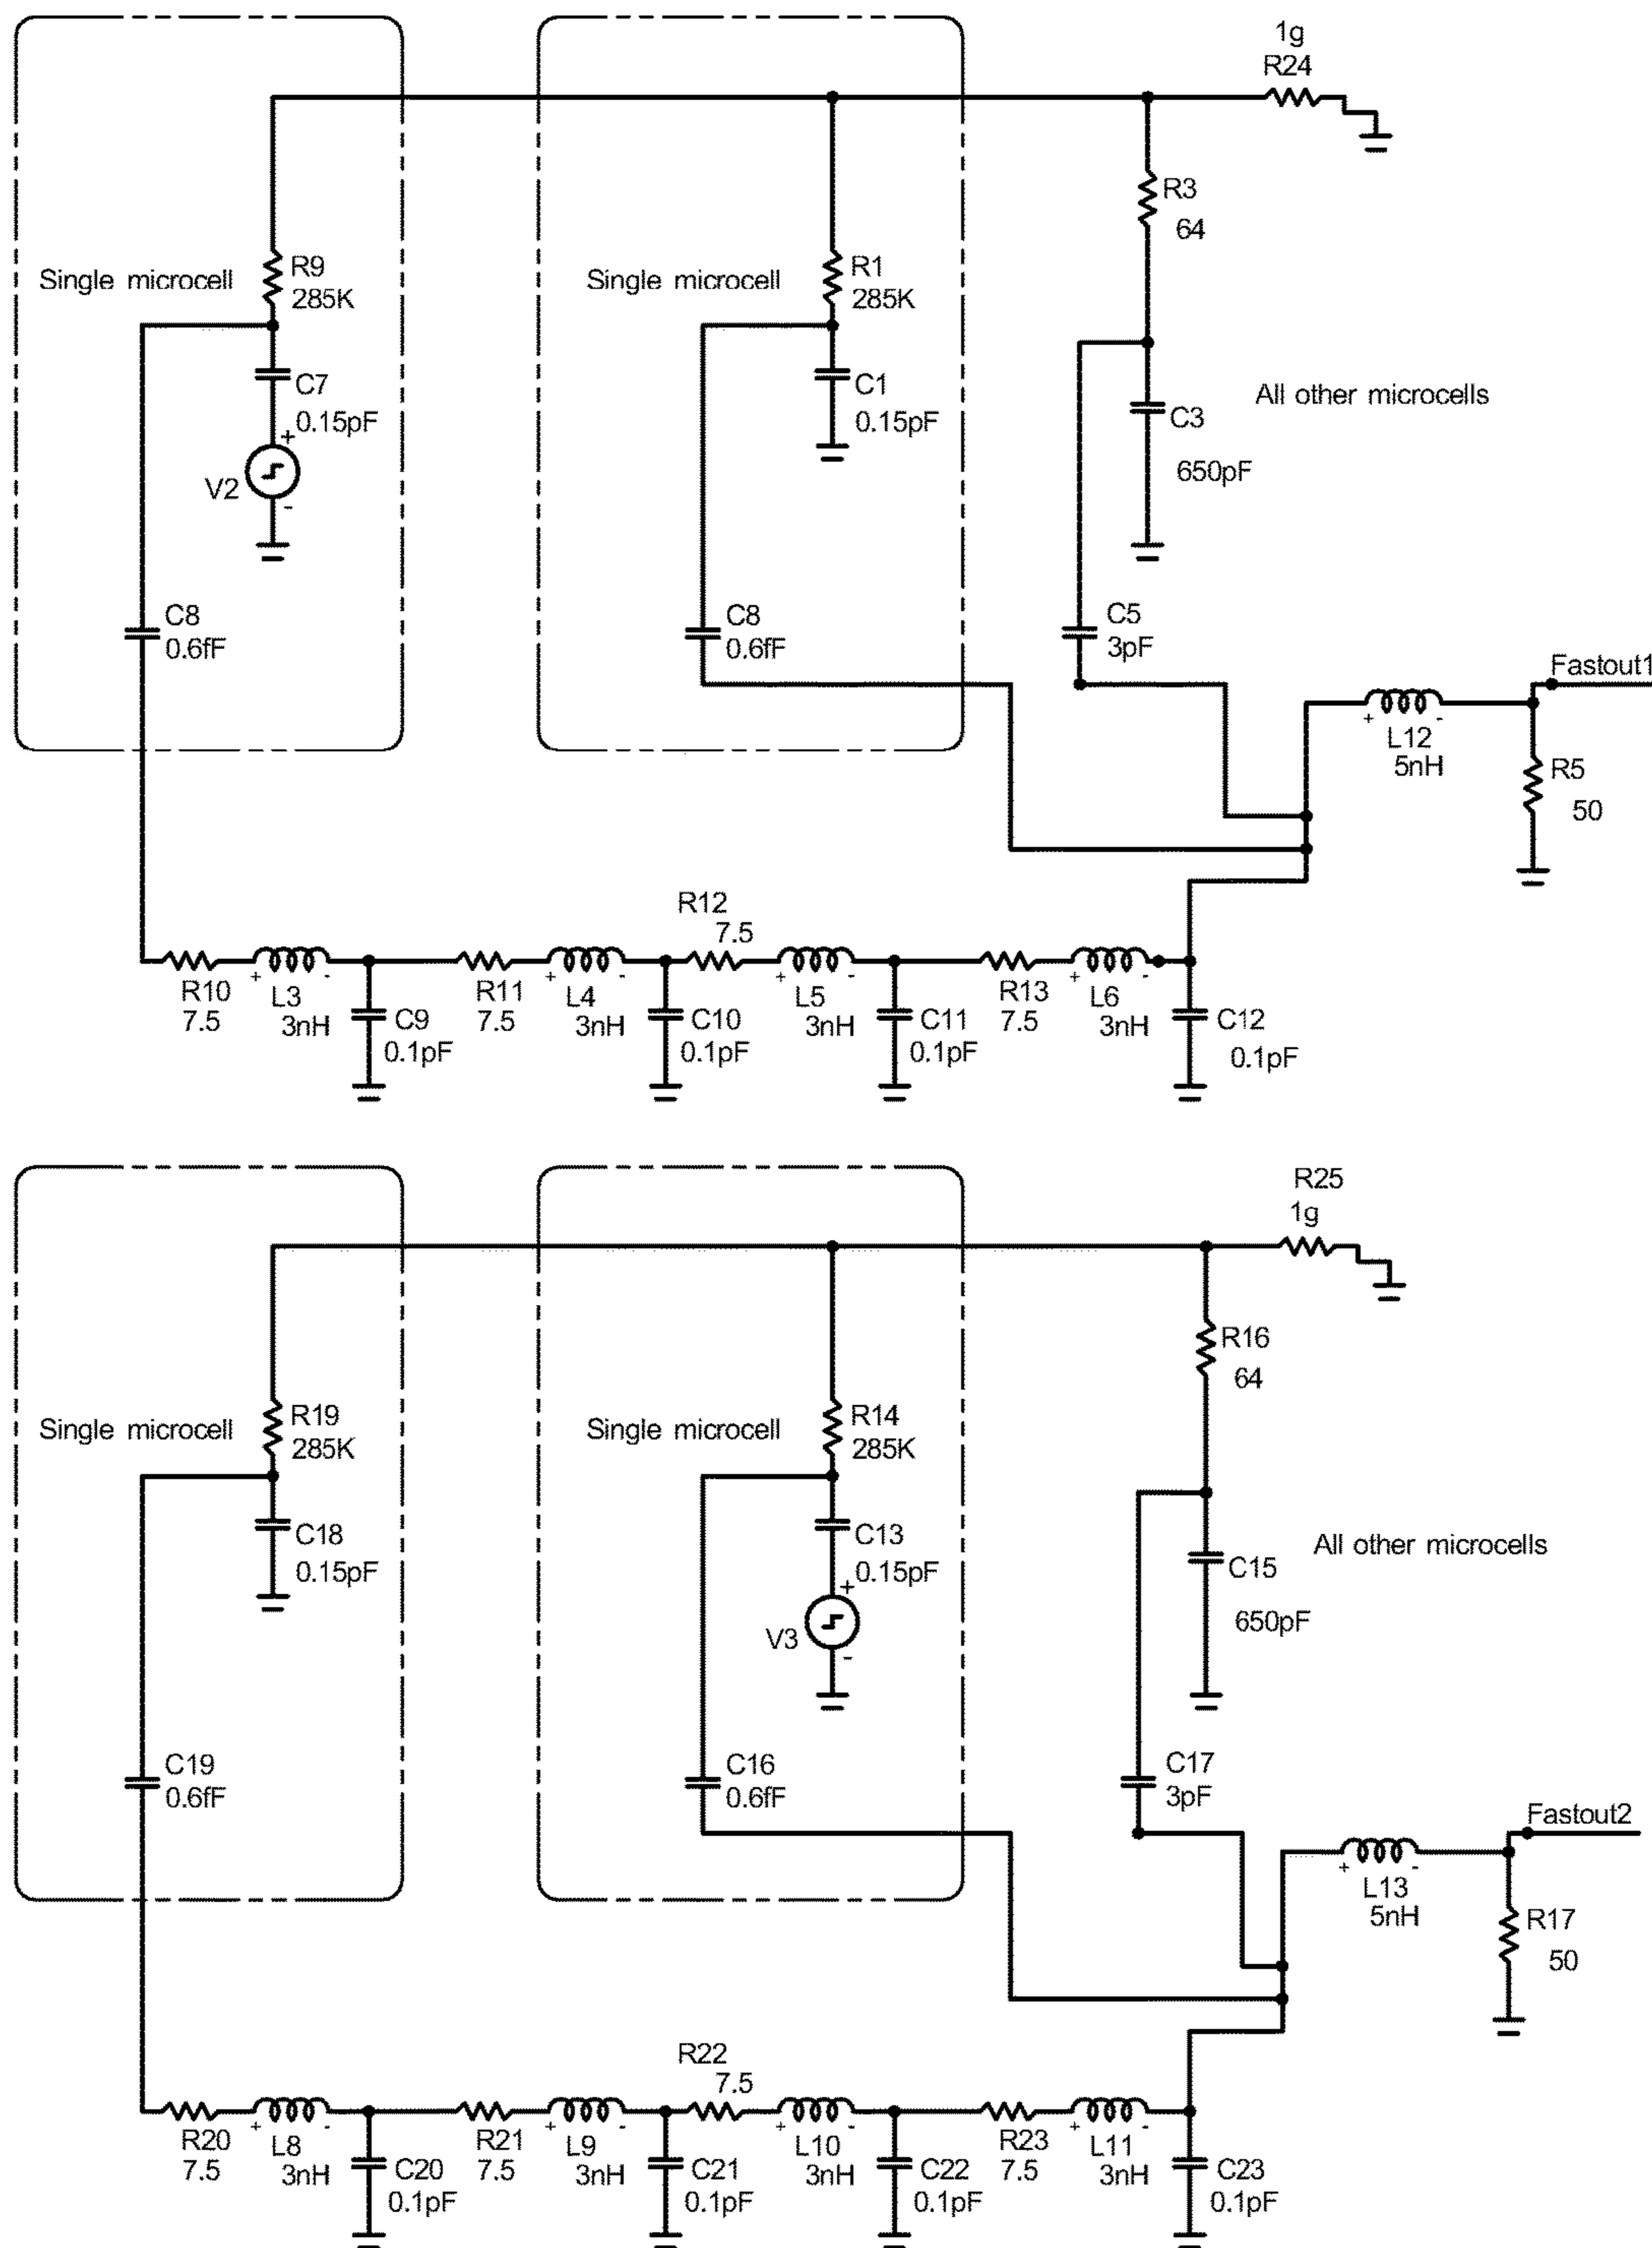 1g
R24
R3
64
Single microcell
R9
285K
Single microcell
R1
285K
C7
0.15pF
+
V2
-
C1
0.15pF
All other microcells
C3
650pF
C8
0.6fF
C8
0.6fF
C5
3pF
Fastout1
+ -
L12
5nH
R5
50
R12
7.5
+ -
+ -
+ -
+ -
R10
7.5
L3
3nH
C9
0.1pF
R11
7.5
L4
3nH
C10
0.1pF
L5
3nH
C11
0.1pF
R13
7.5
L6
3nH
C12
0.1pF
R25
1g
R16
64
Single microcell
R19
285K
Single microcell
R14
285K
C18
0.15pF
C13
0.15pF
+
V3
-
All other microcells
C15
650pF
C19
0.6fF
C16
0.6fF
C17
3pF
Fastout2
+ -
L13
5nH
R17
50
R22
7.5
+ -
+ -
+ -
+ -
R20
7.5
L8
3nH
C20
0.1pF
R21
7.5
L9
3nH
C21
0.1pF
L10
3nH
C22
0.1pF
R23
7.5
L11
3nH
C23
0.1pF